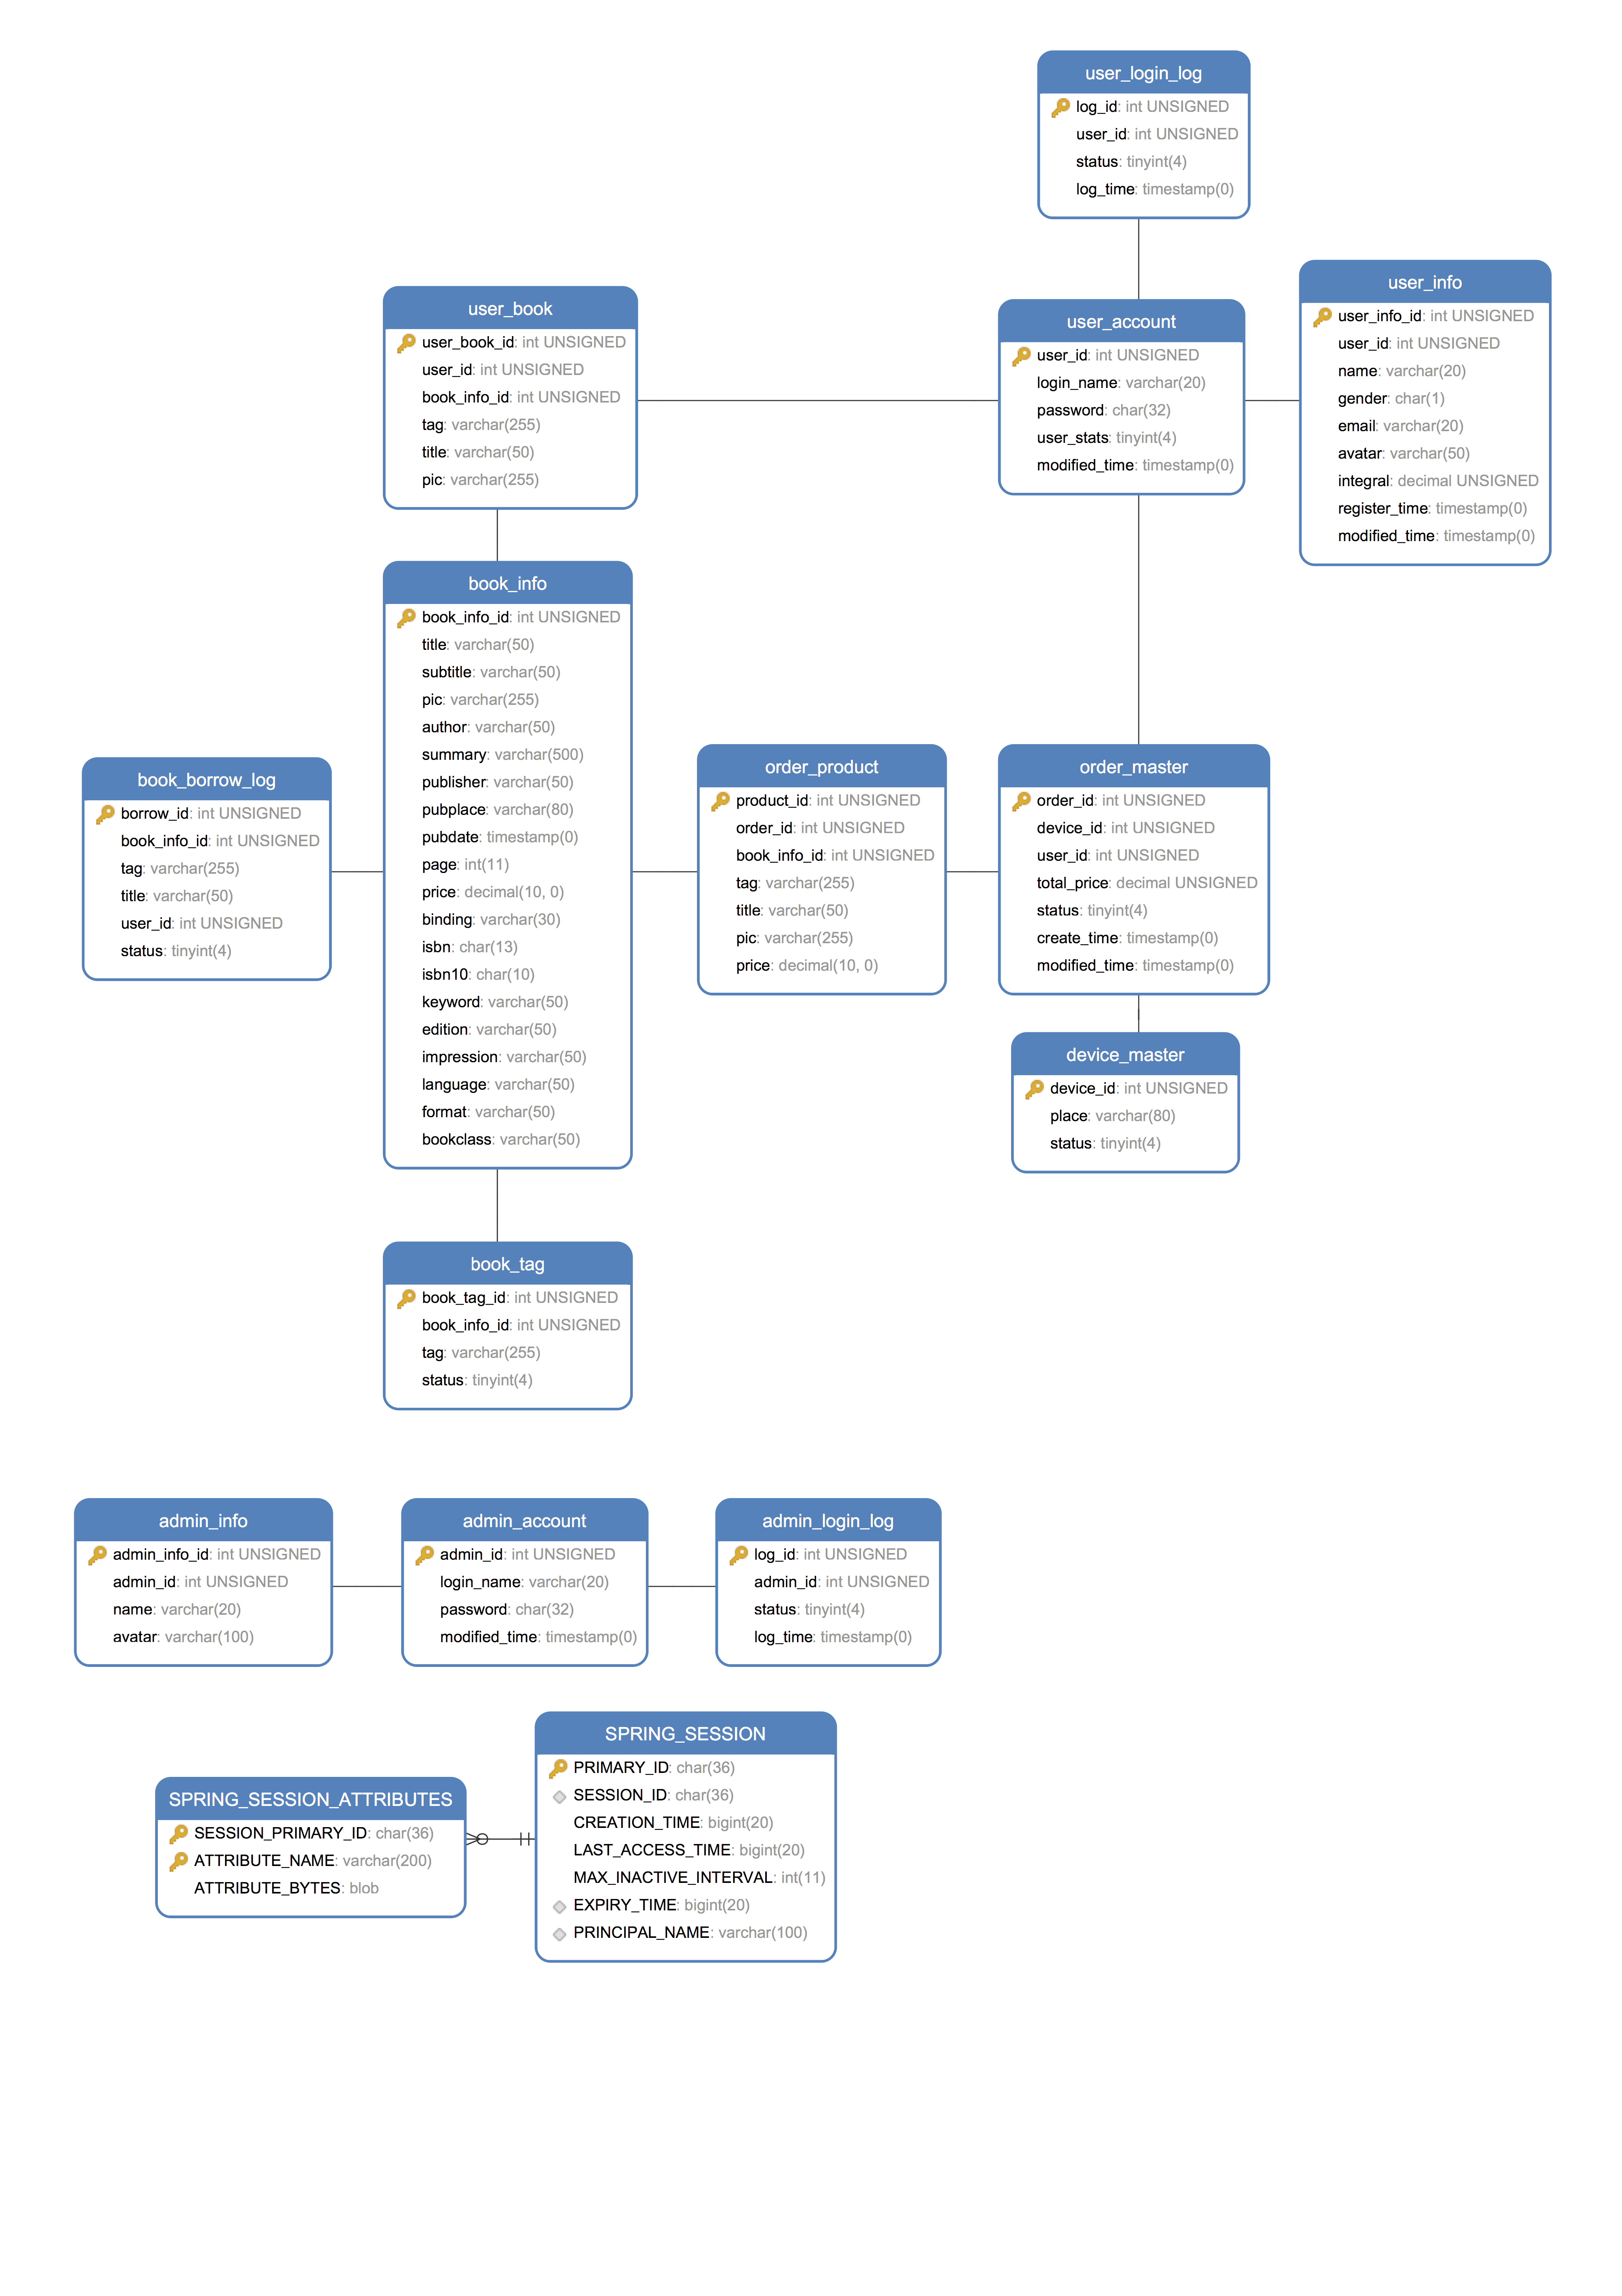 user_login_log
log_id: int UNSIGNED
user_id: int UNSIGNED
status: tinyint(4)
log_time: timestamp(0)
user_info
user_info_id: int UNSIGNED
user_id: int UNSIGNED
name: varchar(20)
gender: char(1)
email: varchar(20)
avatar: varchar(50)
integral: decimal UNSIGNED
register_time: timestamp(0)
modified_time: timestamp(0)
user_book
user_book_id: int UNSIGNED
user_id: int UNSIGNED
book_info_id: int UNSIGNED
tag: varchar(255)
title: varchar(50)
pic: varchar(255)
user_account
user_id: int UNSIGNED
login_name: varchar(20)
password: char(32)
user_stats: tinyint(4)
modified_time: timestamp(0)
book_info
book_info_id: int UNSIGNED
title: varchar(50)
subtitle: varchar(50)
pic: varchar(255)
author: varchar(50)
summary: varchar(500)
publisher: varchar(50)
pubplace: varchar(80)
pubdate: timestamp(0)
page: int(11)
price: decimal(10, 0)
binding: varchar(30)
isbn: char(13)
isbn10: char(10)
keyword: varchar(50)
edition: varchar(50)
impression: varchar(50)
language: varchar(50)
format: varchar(50)
bookclass: varchar(50)
book_borrow_log
borrow_id: int UNSIGNED
book_info_id: int UNSIGNED
tag: varchar(255)
title: varchar(50)
user_id: int UNSIGNED
status: tinyint(4)
order_product
product_id: int UNSIGNED
order_id: int UNSIGNED
book_info_id: int UNSIGNED
tag: varchar(255)
title: varchar(50)
pic: varchar(255)
price: decimal(10, 0)
order_master
order_id: int UNSIGNED
device_id: int UNSIGNED
user_id: int UNSIGNED
total_price: decimal UNSIGNED
status: tinyint(4)
create_time: timestamp(0)
modified_time: timestamp(0)
device_master
device_id: int UNSIGNED
place: varchar(80)
status: tinyint(4)
book_tag
book_tag_id: int UNSIGNED
book_info_id: int UNSIGNED
tag: varchar(255)
status: tinyint(4)
admin_info
admin_info_id: int UNSIGNED
admin_id: int UNSIGNED
name: varchar(20)
avatar: varchar(100)
admin_account
admin_id: int UNSIGNED
login_name: varchar(20)
password: char(32)
modified_time: timestamp(0)
admin_login_log
log_id: int UNSIGNED
admin_id: int UNSIGNED
status: tinyint(4)
log_time: timestamp(0)
SPRING_SESSION_ATTRIBUTES
SESSION_PRIMARY_ID: char(36)
ATTRIBUTE_NAME: varchar(200)
ATTRIBUTE_BYTES: blob
SPRING_SESSION
PRIMARY_ID: char(36)
SESSION_ID: char(36)
CREATION_TIME: bigint(20)
LAST_ACCESS_TIME: bigint(20)
MAX_INACTIVE_INTERVAL: int(11)
EXPIRY_TIME: bigint(20)
PRINCIPAL_NAME: varchar(100)